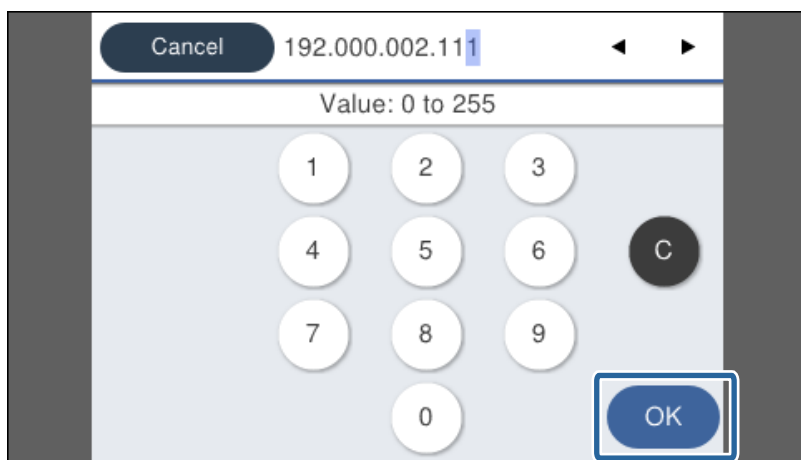 Cancel 192.000.002.111 ◀ ▶
Value: 0 to 255
1 2 3
4 5 6 C
7 8 9
0 OK